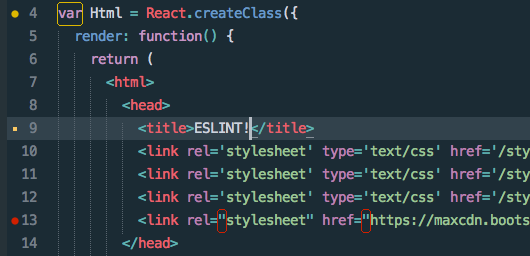 4 var Html = React.createClass({
5 render: function() {
6 return (
7 <html>
8 <head>
9 <title>ESLINT!</title>
10 <link rel='stylesheet' type='text/css' href='/sty
11 <link rel='stylesheet' type='text/css' href='/sty
12 <link rel='stylesheet' type='text/css' href='/sty
13 <link rel="stylesheet" href="https://maxcdn.boots
14 </head>